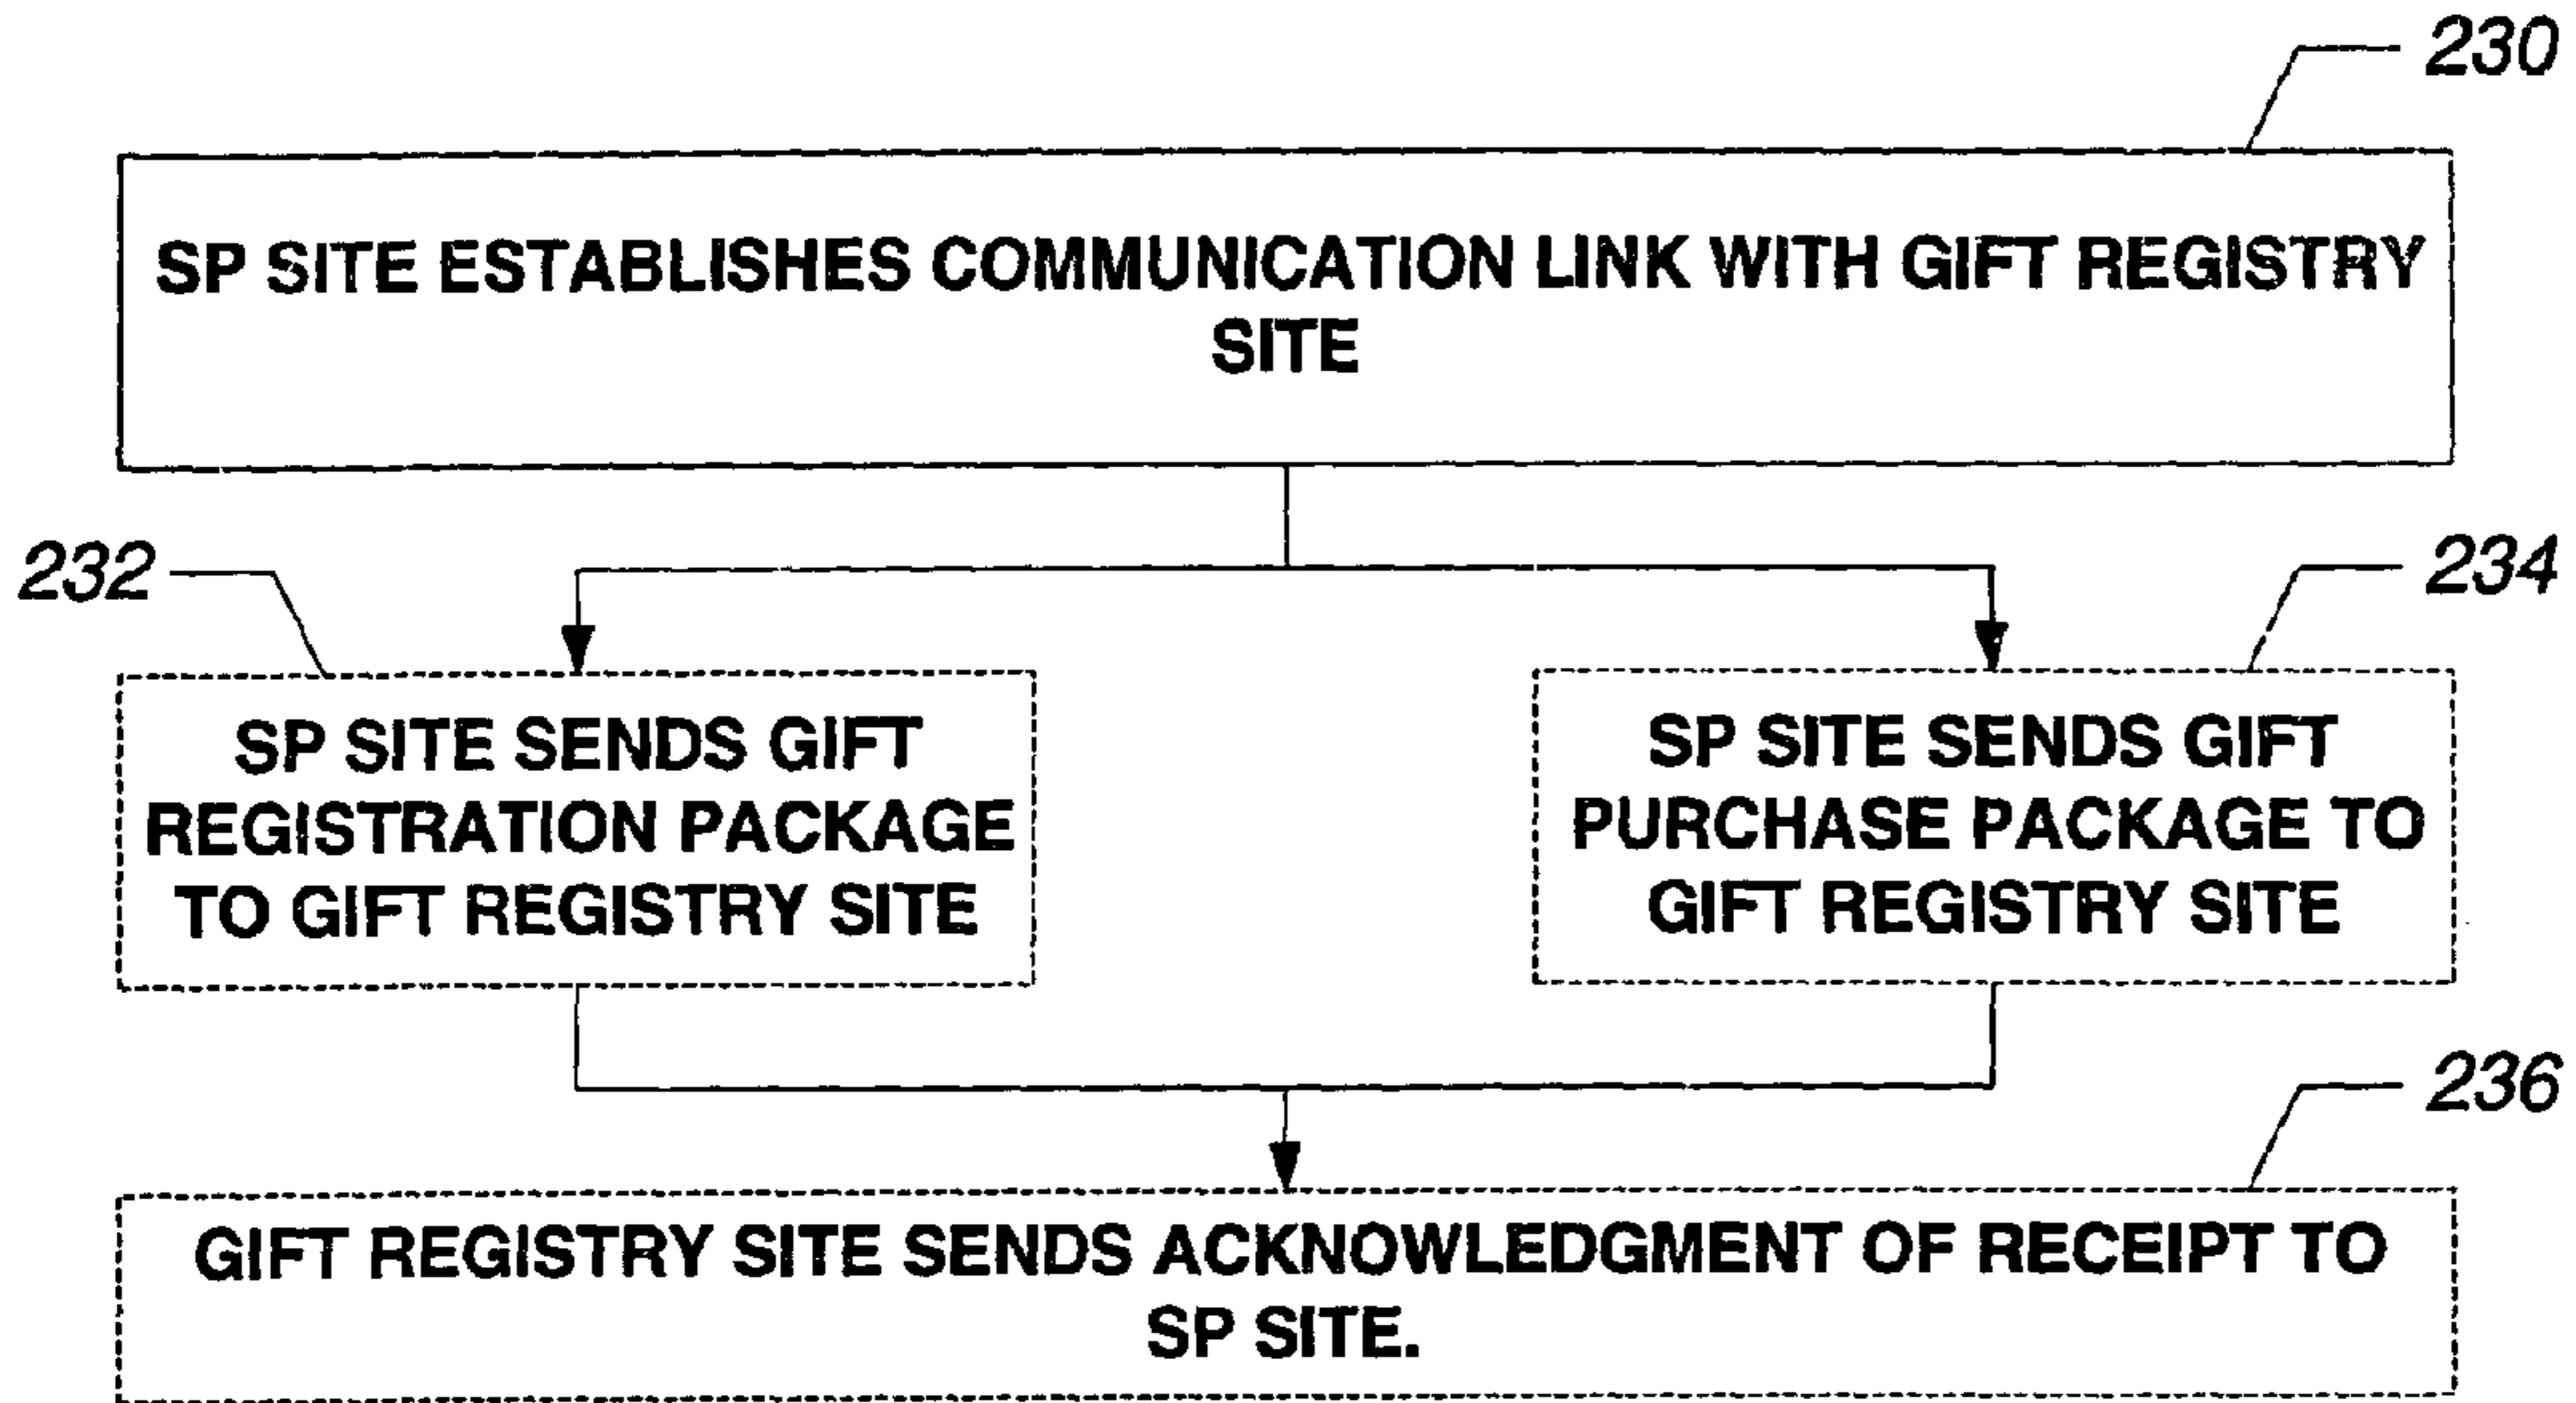 230
SP SITE ESTABLISHES COMMUNICATION LINK WITH GIFT REGISTRY
SITE
232
234
SP SITE SENDS GIFT
REGISTRATION PACKAGE
TO GIFT REGISTRY SITE
SP SITE SENDS GIFT
PURCHASE PACKAGE TO
GIFT REGISTRY SITE
236
GIFT REGISTRY SITE SENDS ACKNOWLEDGMENT OF RECEIPT TO
SP SITE.